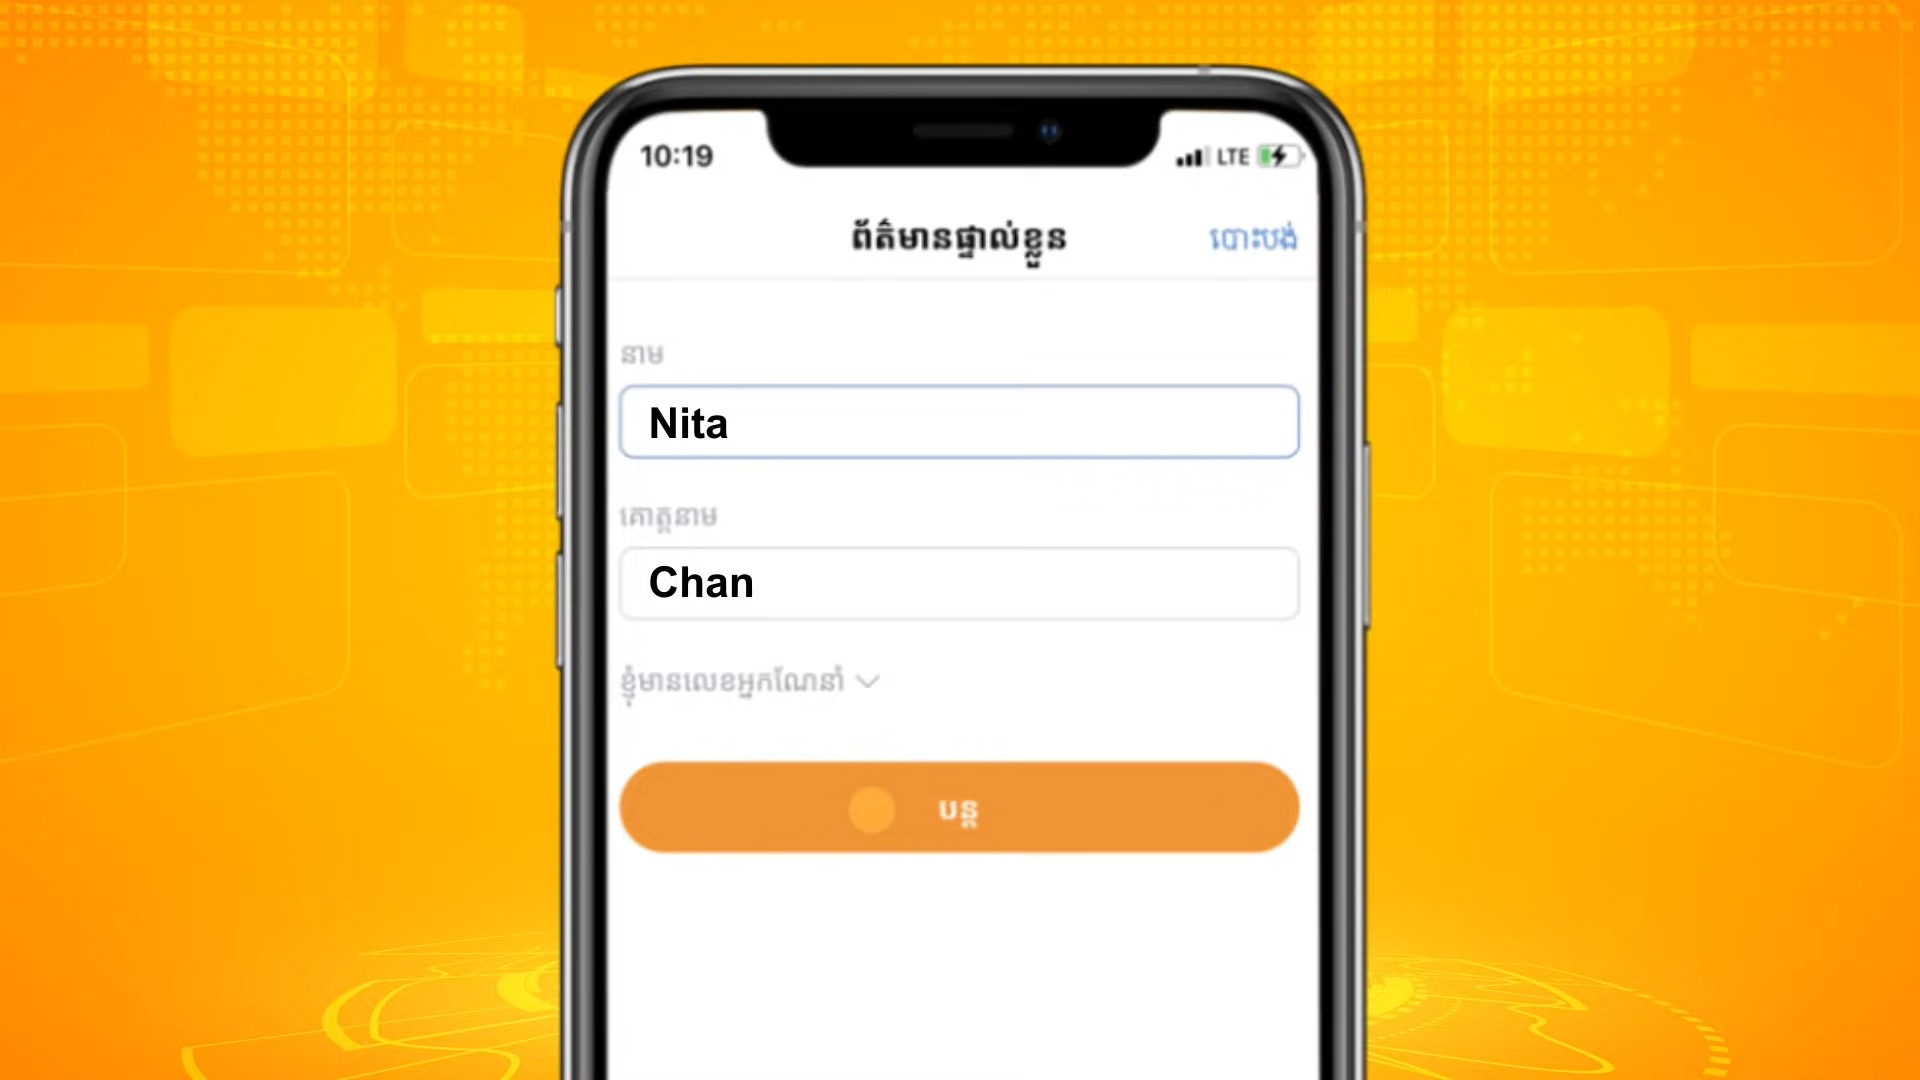 10:19
LTE
ព័ត៌មានផ្ទាល់ខ្លួន
បោះបង់
នាម
Nita
គោត្តនាម
Chan
ខ្ញុំមានលេខអ្នកណែនាំ
បន្ត